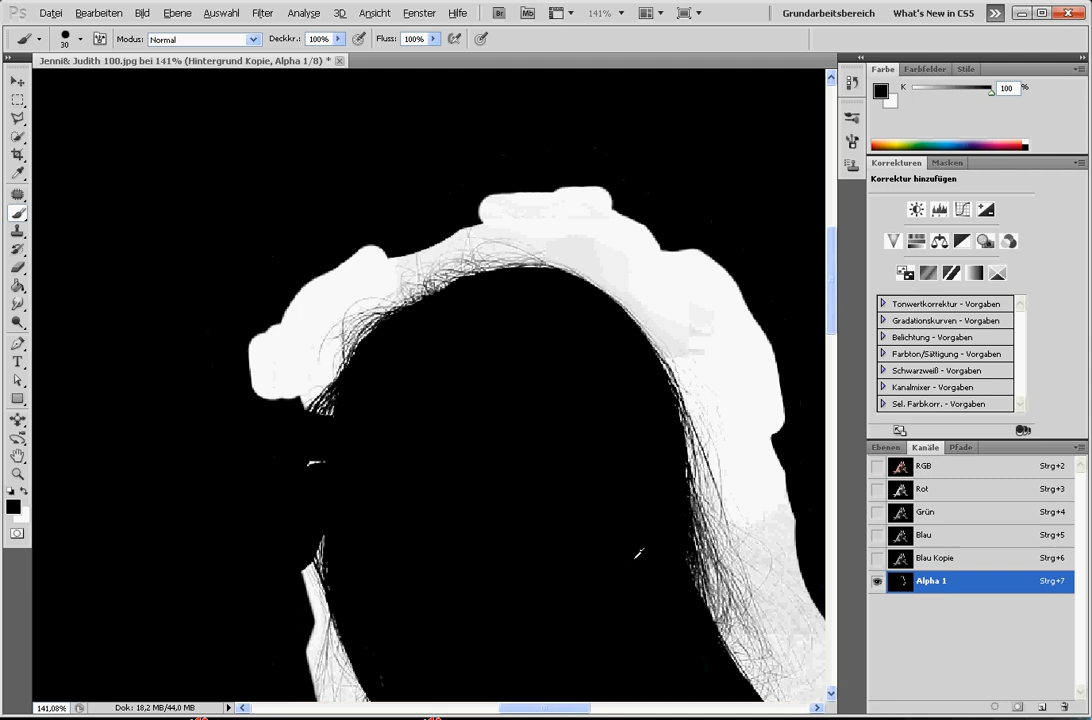 Ps Datei Bearbeiten Bild Ebene Auswahl Filter Analyse 3D Ansicht Fenster Hilfe Br Mb 141% Grundarbeitsbereich What's New in CS5
30 Modus: Normal Deckkr.: 100% Fluss: 100%
Jenni& Judith 100.jpg bei 141% (Hintergrund Kopie, Alpha 1/8) *
Farbe Farbfelder Stile
K 100 %
Korrekturen Masken
Korrektur hinzufügen
Tonwertkorrektur - Vorgaben
Gradationskurven - Vorgaben
Belichtung - Vorgaben
Farbton/Sättigung - Vorgaben
Schwarzweiß - Vorgaben
Kanalmixer - Vorgaben
Sel. Farbkorr. - Vorgaben
Ebenen Kanäle Pfade
RGB Strg+2
Rot Strg+3
Grün Strg+4
Blau Strg+5
Blau Kopie Strg+6
Alpha 1 Strg+7
141,08% Dok: 18,2 MB/44,0 MB